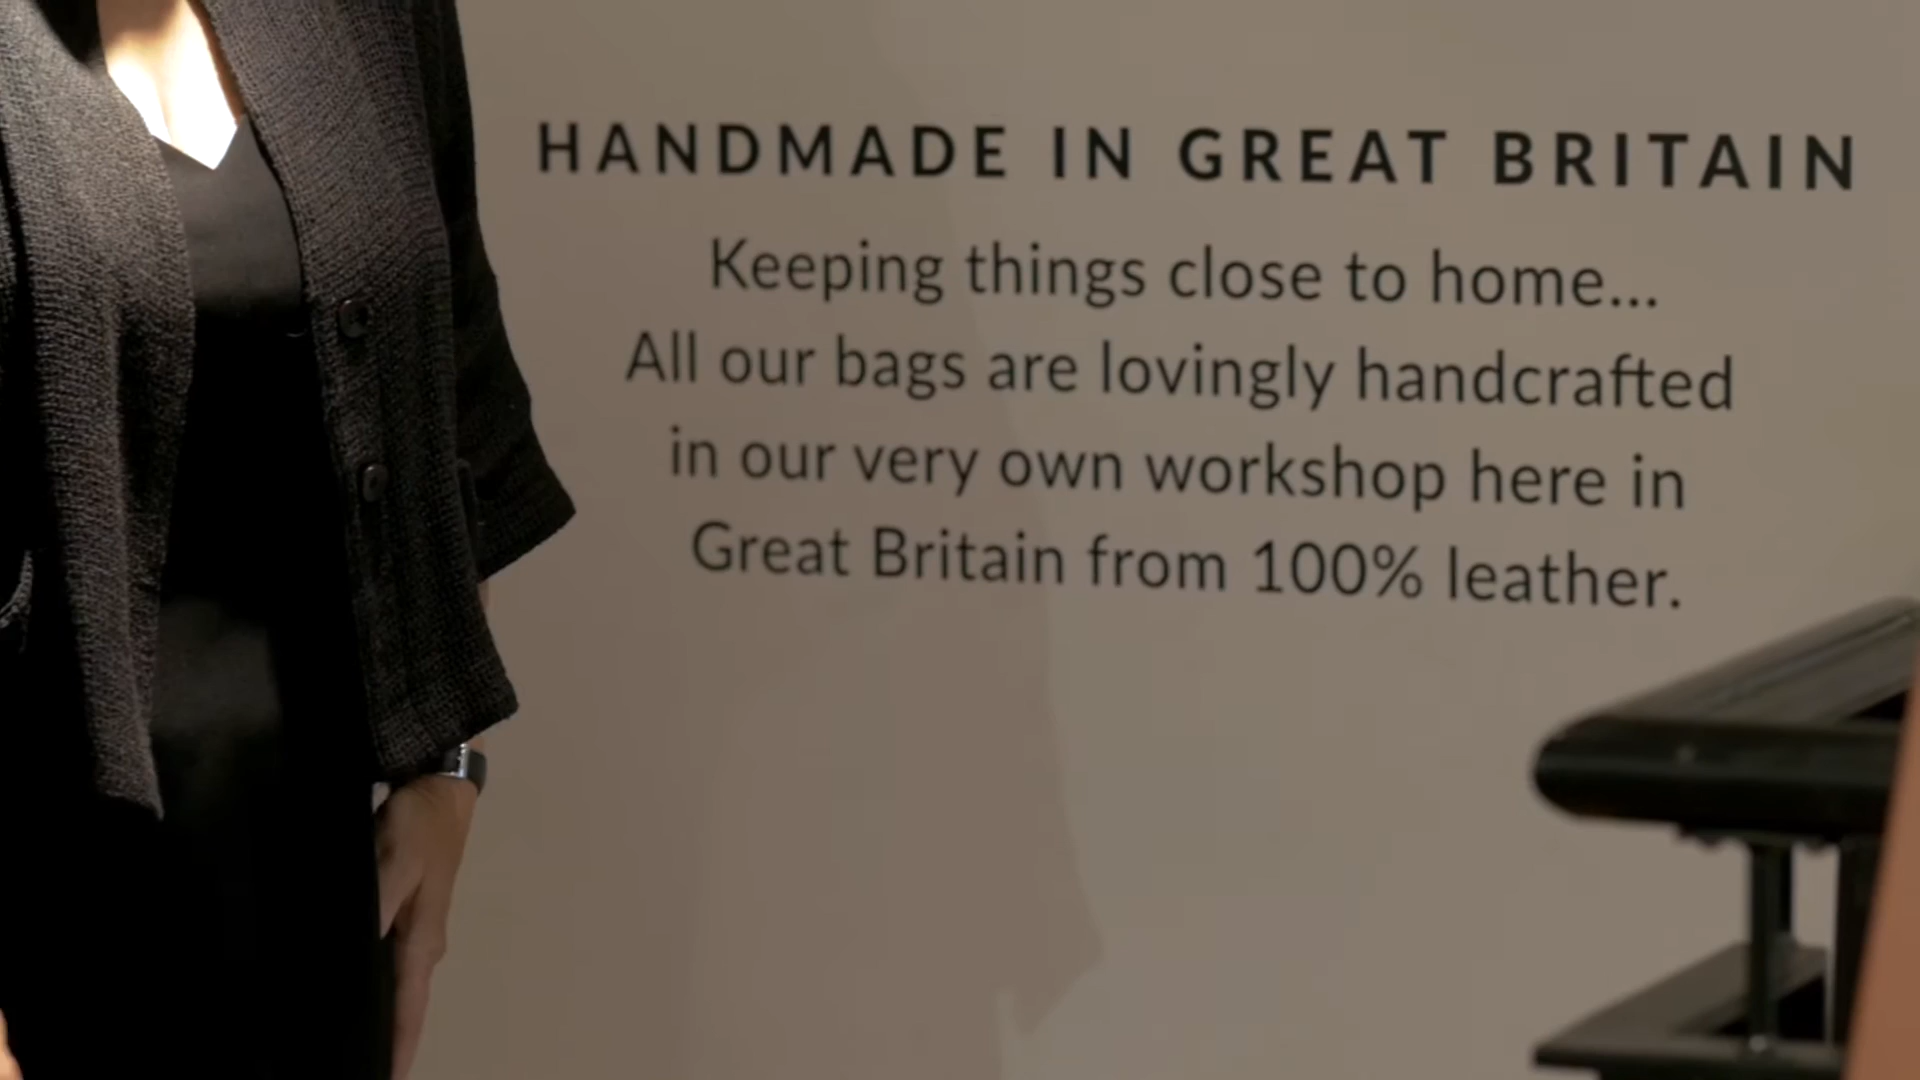 HANDMADE IN GREAT BRITAIN
Keeping things close to home...
All our bags are lovingly handcrafted
in our very own workshop here in
Great Britain from 100% leather.